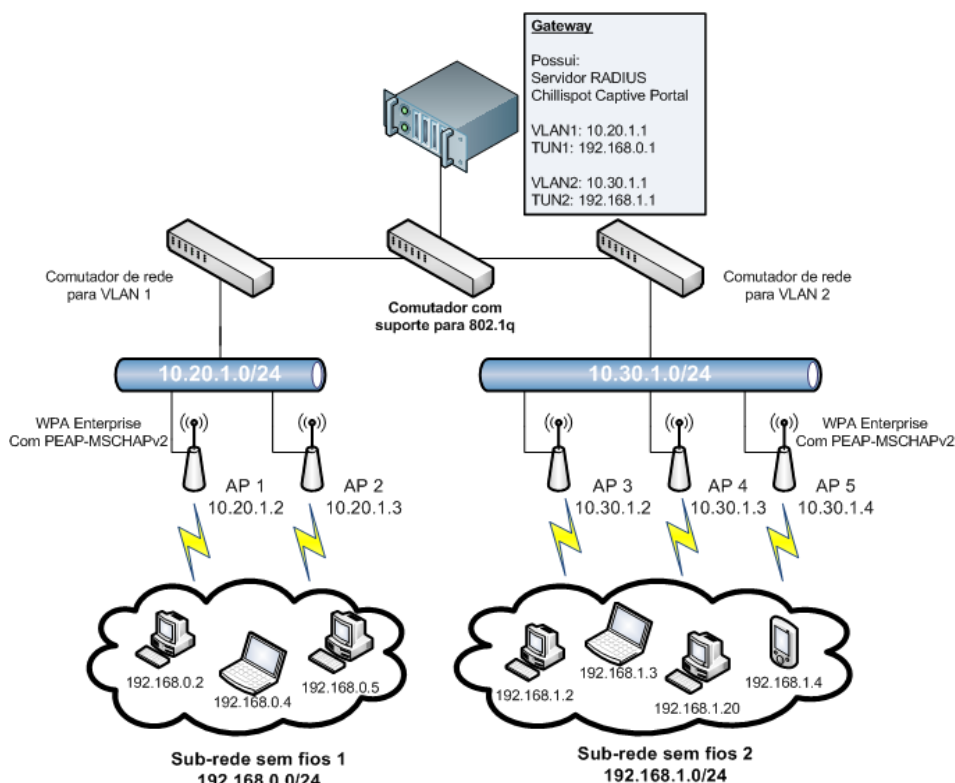 Gateway
Possui:
Servidor RADIUS
Chillispot Captive Portal
VLAN1: 10.20.1.1
TUN1: 192.168.0.1
VLAN2: 10.30.1.1
TUN2: 192.168.1.1
Comutador de rede
para VLAN 1
Comutador com
suporte para 802.1q
Comutador de rede
para VLAN 2
10.20.1.0/24
10.30.1.0/24
WPA Enterprise
Com PEAP-MSCHAPv2
WPA Enterprise
Com PEAP-MSCHAPv2
AP 1
10.20.1.2
AP 2
10.20.1.3
AP 3
10.30.1.2
AP 4
10.30.1.3
AP 5
10.30.1.4
192.168.0.2
192.168.0.4
192.168.0.5
192.168.1.2
192.168.1.3
192.168.1.20
192.168.1.4
Sub-rede sem fios 1
192.168.0.0/24
Sub-rede sem fios 2
192.168.1.0/24